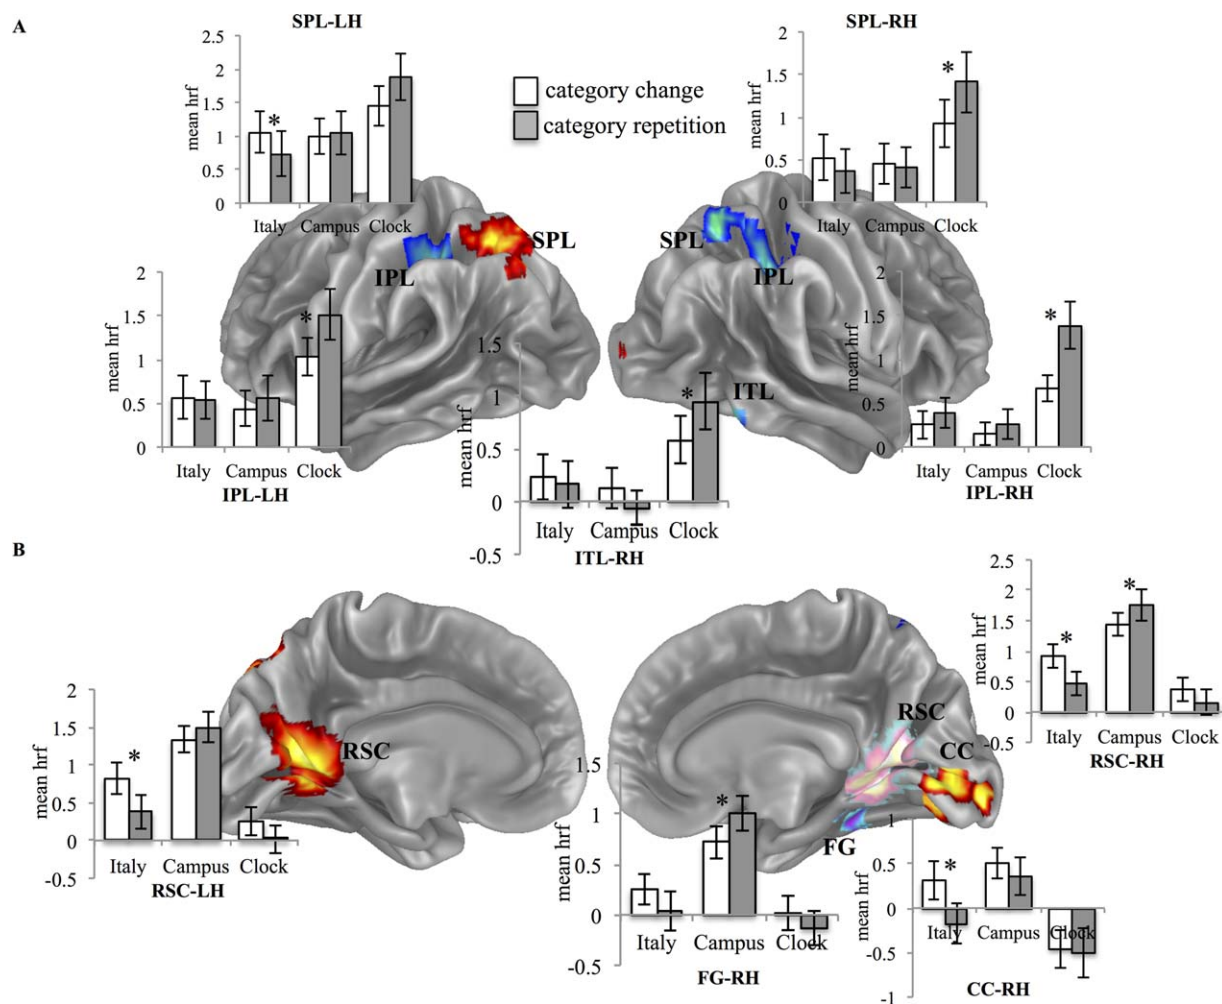 A
SPL-LH
2.5
2
1.5
1
0.5
0
mean hrf
*
Italy Campus Clock
category change
category repetition
SPL-RH
2
1.5
1
0.5
0
mean hrf
*
Italy Campus Clock
IPL
SPL
SPL
IPL
2
1.5
1
0.5
0
mean hrf
*
Italy Campus Clock
IPL-LH
1.5
1
0.5
0
-0.5
mean hrf
*
Italy Campus Clock
ITL-RH
ITL
2
1.5
1
0.5
0
mean hrf
*
Italy Campus Clock
IPL-RH
B
2
1.5
1
0.5
0
-0.5
mean hrf
*
Italy Campus Clock
RSC-LH
RSC
1.5
1
0.5
0
-0.5
mean hrf
*
Italy Campus Clock
FG-RH
RSC
CC
FG
2.5
2
1.5
1
0.5
0
-0.5
mean hrf
*
*
Italy Campus Clock
RSC-RH
1
0.5
0
-0.5
-1
mean hrf
*
Italy Campus Clock
CC-RH